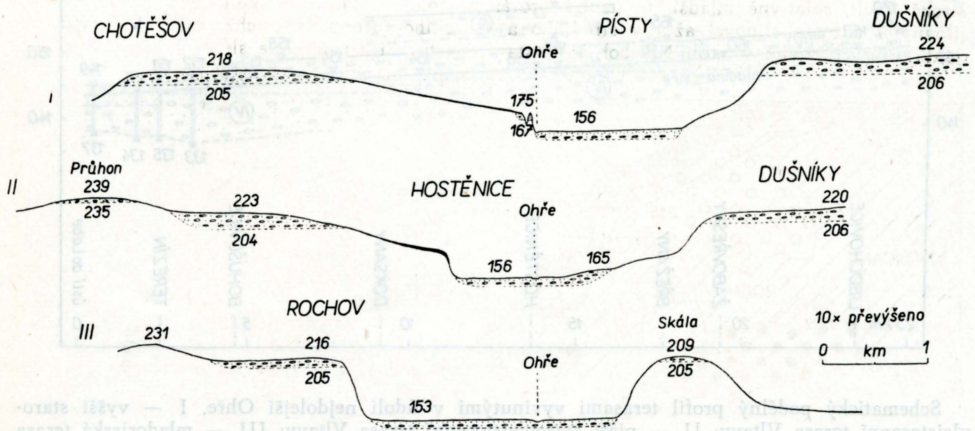 CHOTĚŠOV PÍSTY DUŠNÍKY
218 Ohře 224
205 206
I 175 156
167
II Průhon HOSTĚNICE DUŠNÍKY
239 223 Ohře 220
235 204 206
156 165
III ROCHOV Skála 10× převýšeno
231 216 209 0 km 1
205 Ohře 205
153